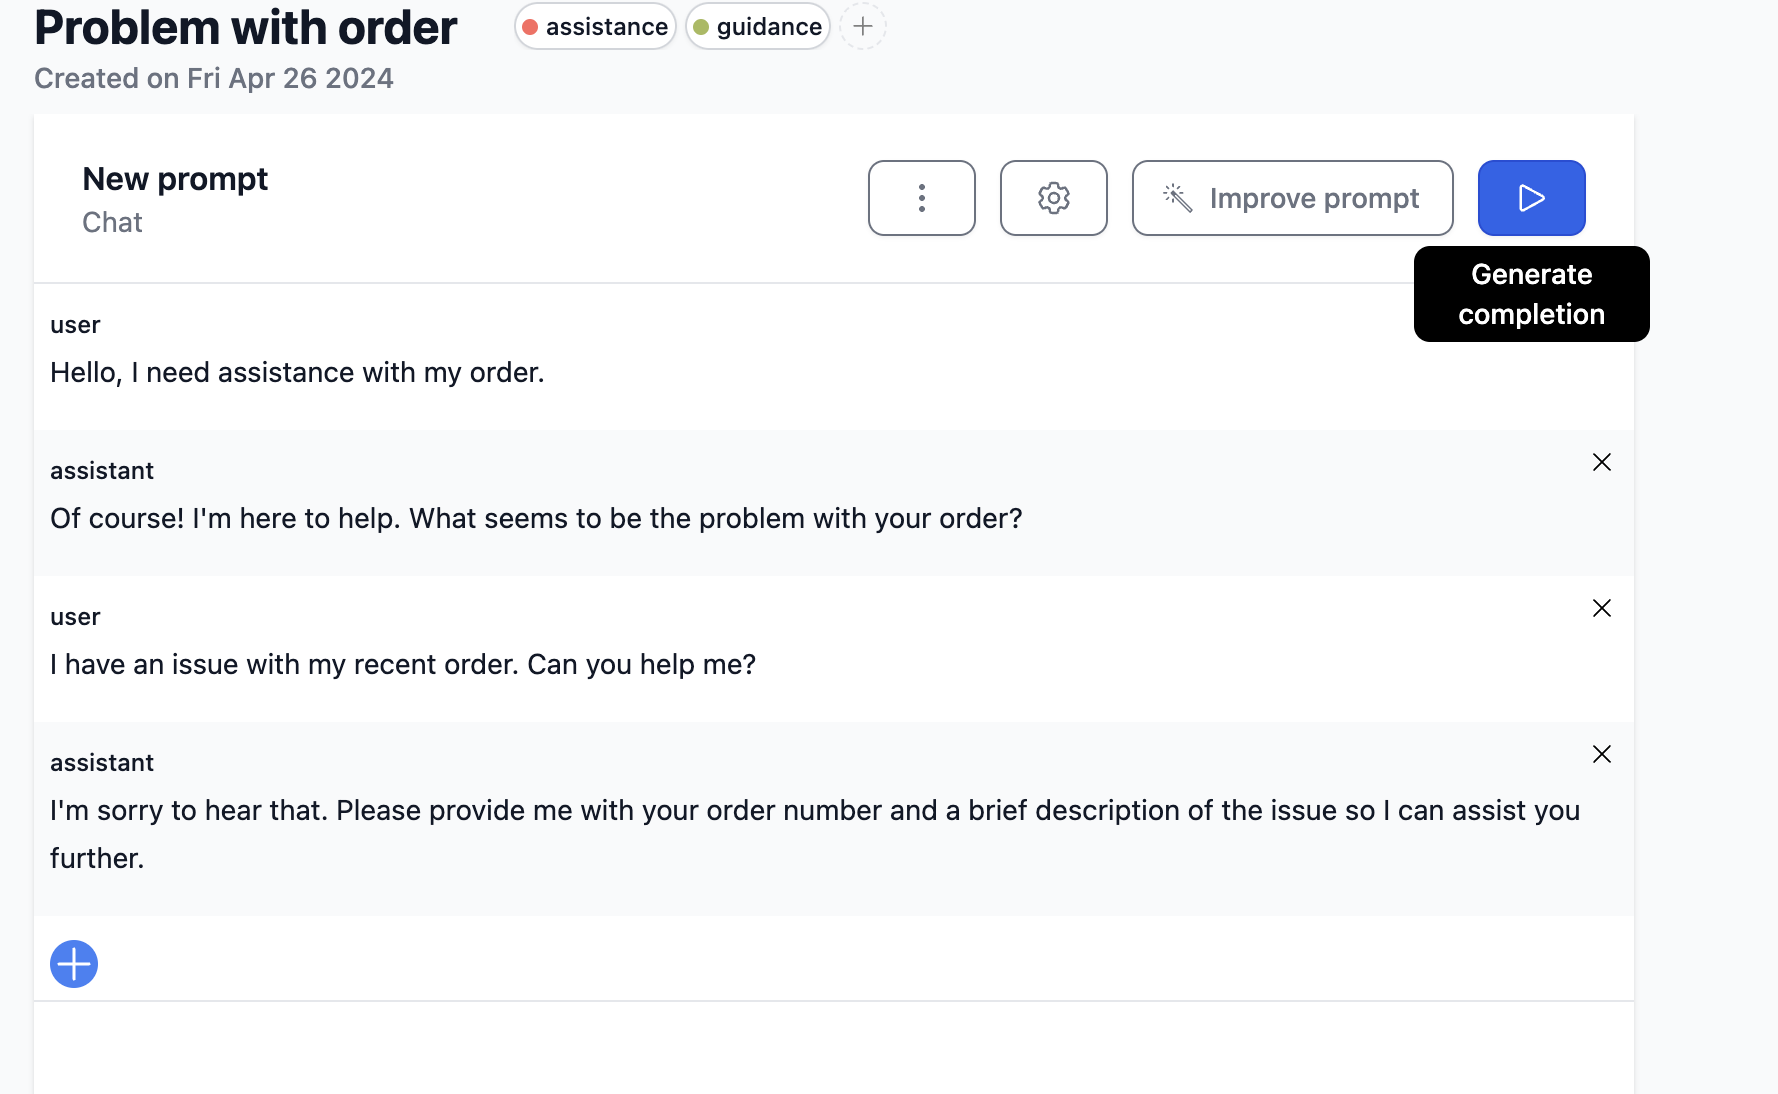 Problem with order
assistance
guidance
Created on Fri Apr 26 2024
New prompt
Chat
Improve prompt
Generate
completion
user
Hello, I need assistance with my order.
assistant
Of course! I'm here to help. What seems to be the problem with your order?
user
I have an issue with my recent order. Can you help me?
assistant
I'm sorry to hear that. Please provide me with your order number and a brief description of the issue so I can assist you
further.